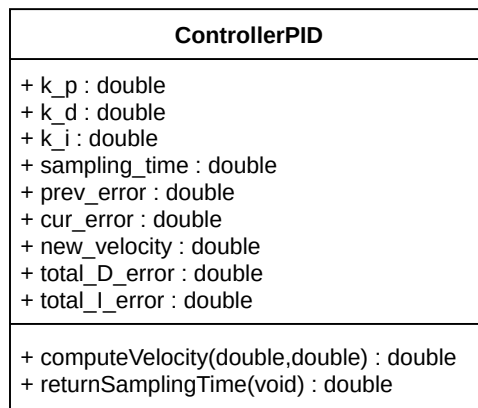 ControllerPID
+ k_p : double
+ k_d : double
+ k_i : double
+ sampling_time : double
+ prev_error : double
+ cur_error : double
+ new_velocity : double
+ total_D_error : double
+ total_I_error : double
+ computeVelocity(double,double) : double
+ returnSamplingTime(void) : double